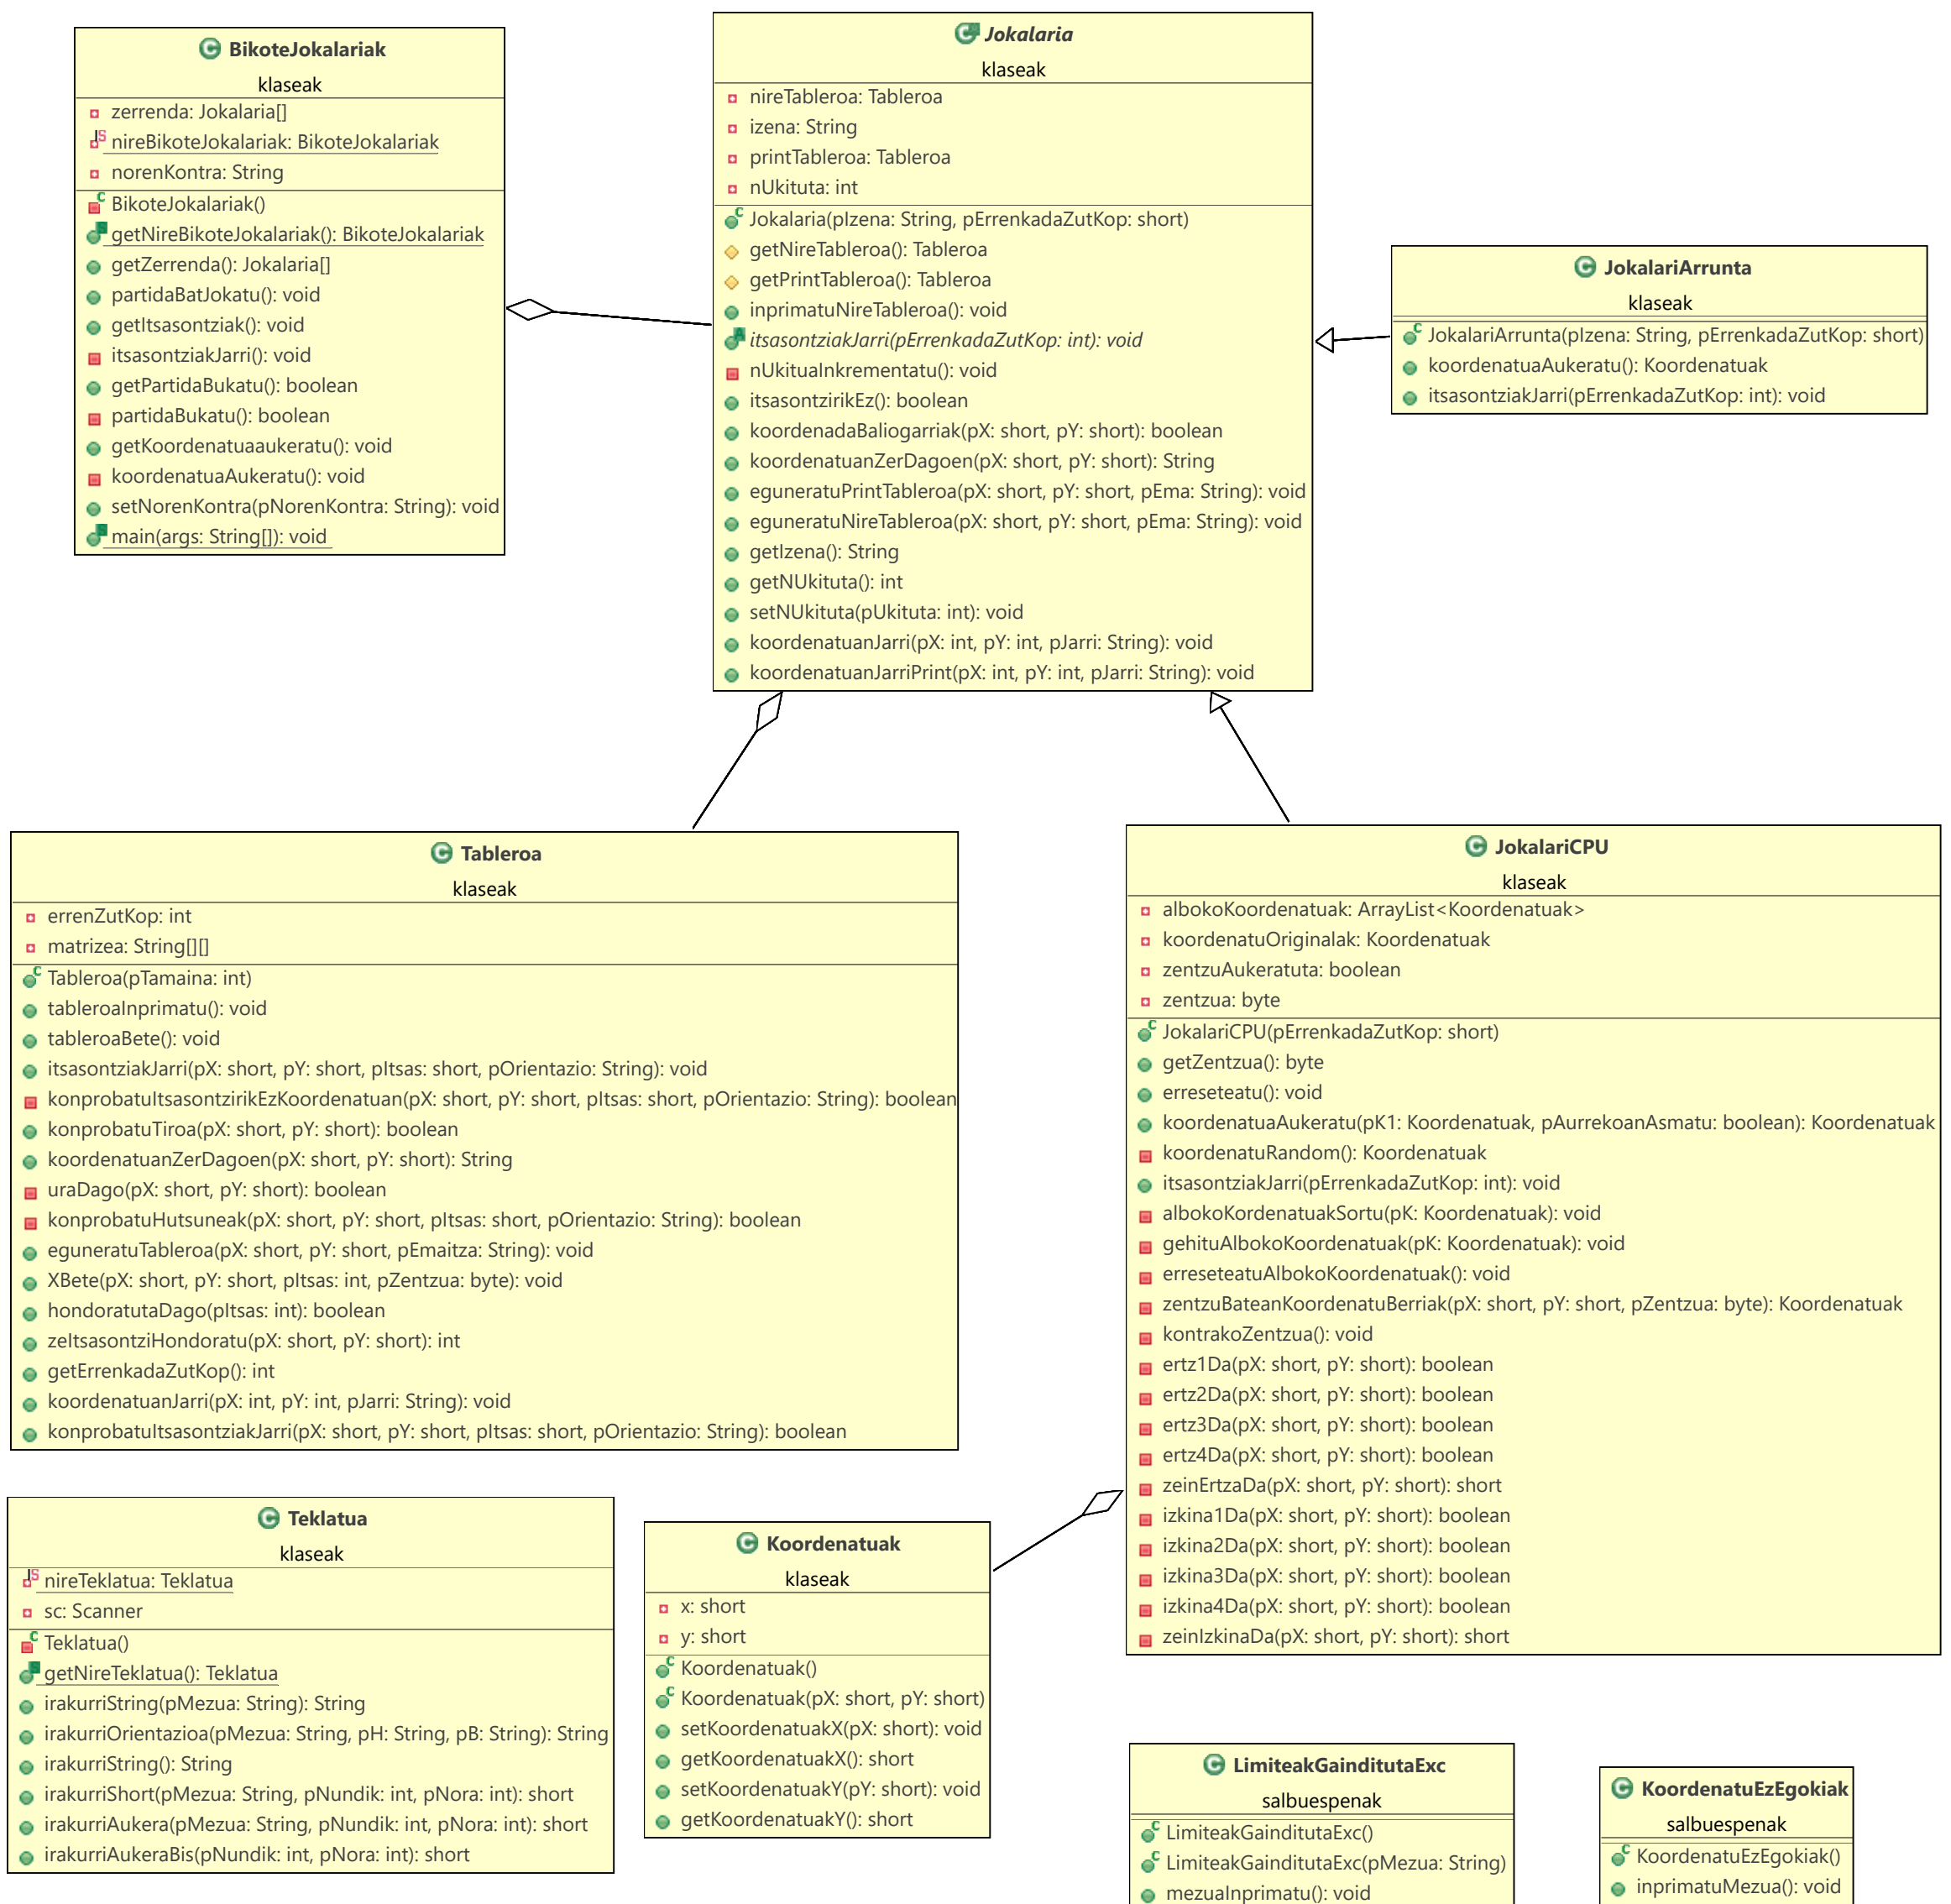 BikoteJokalariak
klaseak
zerrenda: Jokalaria[]
nireBikoteJokalariak: BikoteJokalariak
norenKontra: String
BikoteJokalariak()
getNireBikoteJokalariak(): BikoteJokalariak
getZerrenda(): Jokalaria[]
partidaBatJokatu(): void
getItsasontziak(): void
itsasontziakJarri(): void
getPartidaBukatu(): boolean
partidaBukatu(): boolean
getKoordenatuaaukeratu(): void
koordenatuaAukeratu(): void
setNorenKontra(pNorenKontra: String): void
main(args: String[]): void
Jokalaria
klaseak
nireTableroa: Tableroa
izena: String
printTableroa: Tableroa
nUkituta: int
Jokalaria(pIzena: String, pErrenkadaZutKop: short)
getNireTableroa(): Tableroa
getPrintTableroa(): Tableroa
inprimatuNireTableroa(): void
itsasontziakJarri(pErrenkadaZutKop: int): void
nUkituaInkrementatu(): void
itsasontzirikEz(): boolean
koordenadaBaliogarriak(pX: short, pY: short): boolean
koordenatuanZerDagoen(pX: short, pY: short): String
eguneratuPrintTableroa(pX: short, pY: short, pEma: String): void
eguneratuNireTableroa(pX: short, pY: short, pEma: String): void
getIzena(): String
getNUkituta(): int
setNUkituta(pUkituta: int): void
koordenatuanJarri(pX: int, pY: int, pJarri: String): void
koordenatuanJarriPrint(pX: int, pY: int, pJarri: String): void
JokalariArrunta
klaseak
JokalariArrunta(pIzena: String, pErrenkadaZutKop: short)
koordenatuaAukeratu(): Koordenatuak
itsasontziakJarri(pErrenkadaZutKop: int): void
Tableroa
klaseak
errenZutKop: int
matrizea: String[][]
Tableroa(pTamaina: int)
tableroaInprimatu(): void
tableroaBete(): void
itsasontziakJarri(pX: short, pY: short, pItsas: short, pOrientazio: String): void
konprobatuItsasontzirikEzKoordenatuan(pX: short, pY: short, pItsas: short, pOrientazio: String): boolean
konprobatuTiroa(pX: short, pY: short): boolean
koordenatuanZerDagoen(pX: short, pY: short): String
uraDago(pX: short, pY: short): boolean
konprobatuHutsuneak(pX: short, pY: short, pItsas: short, pOrientazio: String): boolean
eguneratuTableroa(pX: short, pY: short, pEmaitza: String): void
XBete(pX: short, pY: short, pItsas: int, pZentzua: byte): void
hondoratutaDago(pItsas: int): boolean
zeItsasontziHondoratu(pX: short, pY: short): int
getErrenkadaZutKop(): int
koordenatuanJarri(pX: int, pY: int, pJarri: String): void
konprobatuItsasontziakJarri(pX: short, pY: short, pItsas: short, pOrientazio: String): boolean
JokalariCPU
klaseak
albokoKoordenatuak: ArrayList<Koordenatuak>
koordenatuOriginalak: Koordenatuak
zentzuAukeratuta: boolean
zentzua: byte
JokalariCPU(pErrenkadaZutKop: short)
getZentzua(): byte
erreseteatu(): void
koordenatuaAukeratu(pK1: Koordenatuak, pAurrekoanAsmatu: boolean): Koordenatuak
koordenatuRandom(): Koordenatuak
itsasontziakJarri(pErrenkadaZutKop: int): void
albokoKordenatuakSortu(pK: Koordenatuak): void
gehituAlbokoKoordenatuak(pK: Koordenatuak): void
erreseteatuAlbokoKoordenatuak(): void
zentzuBateanKoordenatuBerriak(pX: short, pY: short, pZentzua: byte): Koordenatuak
kontrakoZentzua(): void
ertz1Da(pX: short, pY: short): boolean
ertz2Da(pX: short, pY: short): boolean
ertz3Da(pX: short, pY: short): boolean
ertz4Da(pX: short, pY: short): boolean
zeinErtzaDa(pX: short, pY: short): short
izkina1Da(pX: short, pY: short): boolean
izkina2Da(pX: short, pY: short): boolean
izkina3Da(pX: short, pY: short): boolean
izkina4Da(pX: short, pY: short): boolean
zeinIzkinaDa(pX: short, pY: short): short
Teklatua
klaseak
nireTeklatua: Teklatua
sc: Scanner
Teklatua()
getNireTeklatua(): Teklatua
irakurriString(pMezua: String): String
irakurriOrientazioa(pMezua: String, pH: String, pB: String): String
irakurriString(): String
irakurriShort(pMezua: String, pNundik: int, pNora: int): short
irakurriAukera(pMezua: String, pNundik: int, pNora: int): short
irakurriAukeraBis(pNundik: int, pNora: int): short
Koordenatuak
klaseak
x: short
y: short
Koordenatuak()
Koordenatuak(pX: short, pY: short)
setKoordenatuakX(pX: short): void
getKoordenatuakX(): short
setKoordenatuakY(pY: short): void
getKoordenatuakY(): short
LimiteakGaindituta​Exc
salbuespenak
LimiteakGainditutaExc()
LimiteakGainditutaExc(pMezua: String)
mezuaInprimatu(): void
KoordenatuEzEgokiak
salbuespenak
KoordenatuEzEgokiak()
inprimatuMezua(): void